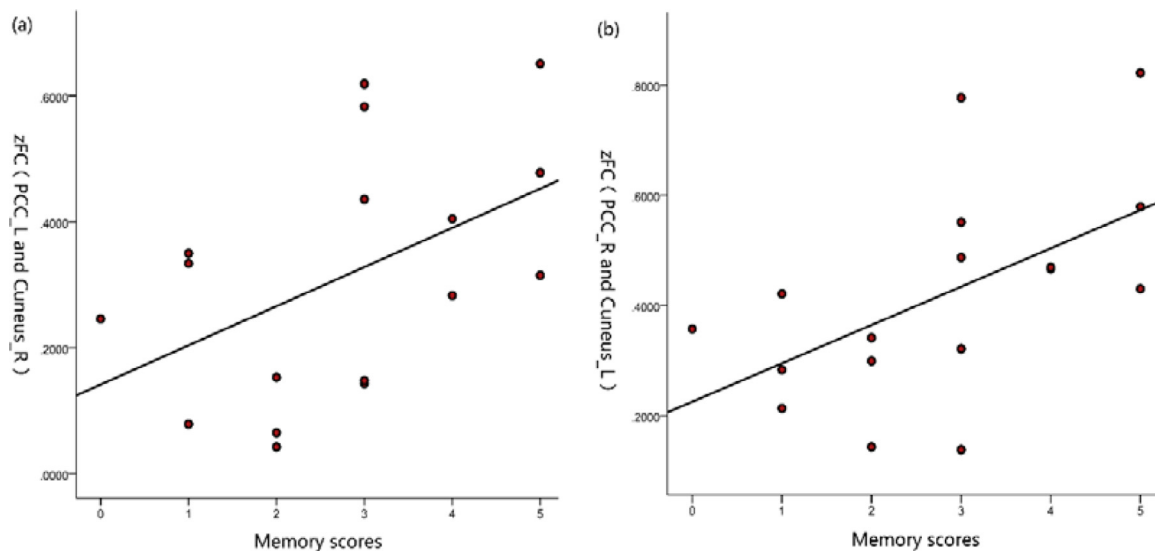 (a)
zFC ( PCC_L and Cuneus_R )
.6000
.4000
.2000
.0000
0 1 2 3 4 5
Memory scores
(b)
zFC ( PCC_R and Cuneus_L )
.8000
.6000
.4000
.2000
0 1 2 3 4 5
Memory scores